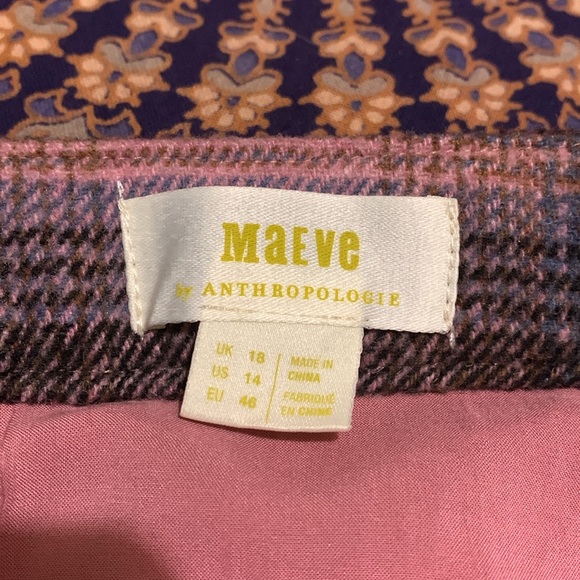 MaEve
by ANTHROPOLOGIE
UK 18
US 14
EU 46
MADE IN
CHINA
FABRIQUÉ
EN CHINE